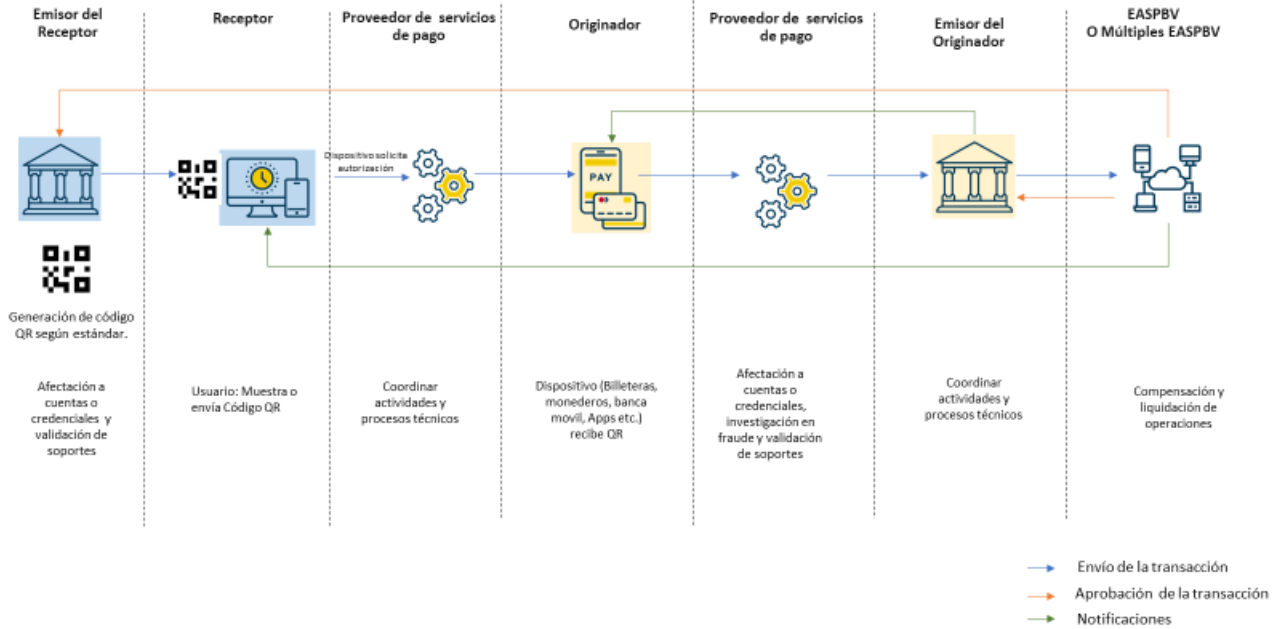 Emisor del
Receptor
Receptor
Proveedor de servicios
de pago
Originador
Proveedor de servicios
de pago
Emisor del
Originador
EASPBV
O Múltiples EASPBV
Dispositivo solicita
autorización
PAY
Generación de código
QR según estándar.
Afectación a
cuentas o
credenciales y
validación de
soportes
Usuario: Muestra o
envía Código QR
Coordinar
actividades y
procesos técnicos
Dispositivo (Billeteras,
monederos, banca
movil, Apps etc.)
recibe QR
Afectación a
cuentas o
credenciales,
investigación en
fraude y validación
de soportes
Coordinar
actividades y
procesos técnicos
Compensación y
liquidación de
operaciones
Envío de la transacción
Aprobación de la transacción
Notificaciones